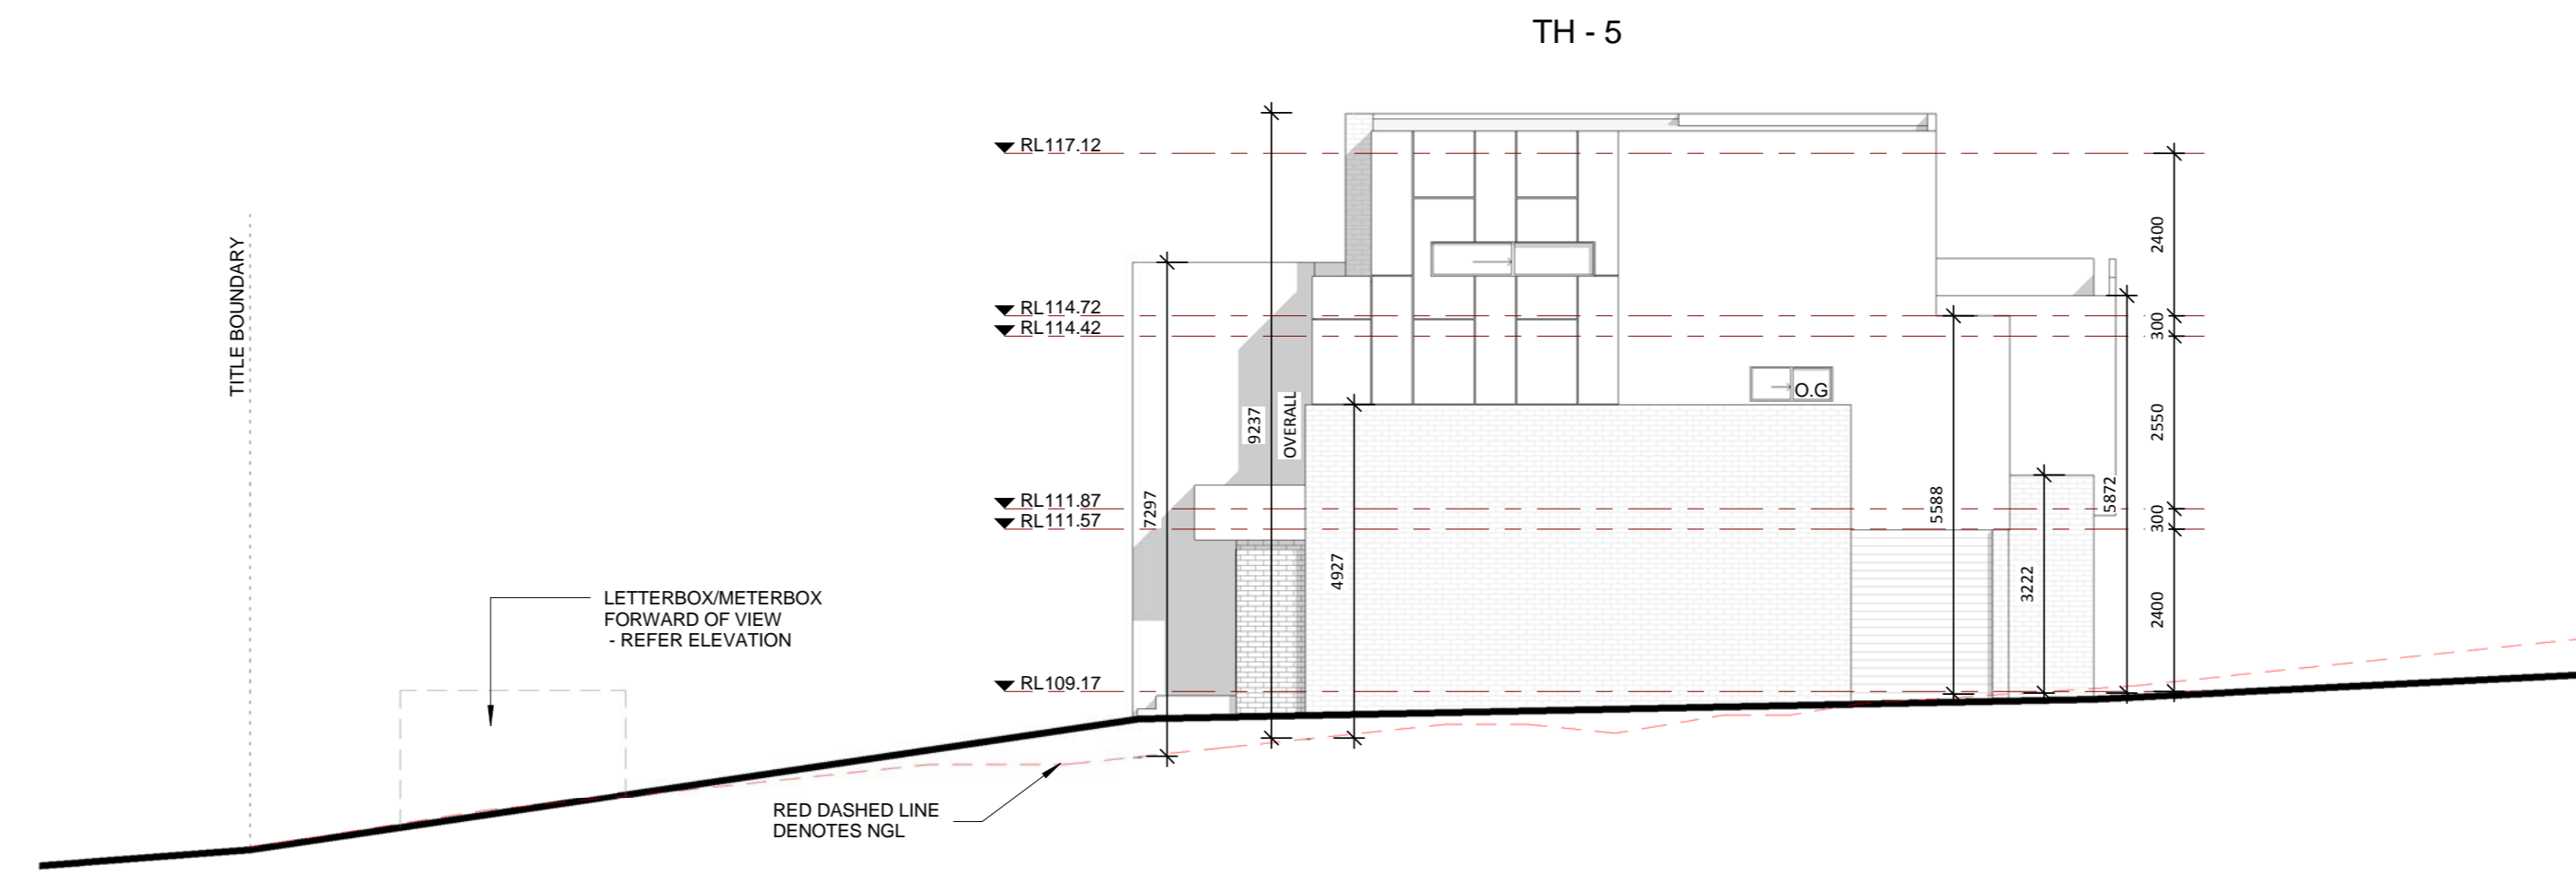 TH - 5
TITLE BOUNDARY
RL117.12
RL114.72
RL114.42
RL111.87
RL111.57
RL109.17
7297
9237
OVERALL
4927
O.G
5588
3222
5872
2400
300
2550
300
2400
LETTERBOX/METERBOX
FORWARD OF VIEW
- REFER ELEVATION
RED DASHED LINE
DENOTES NGL